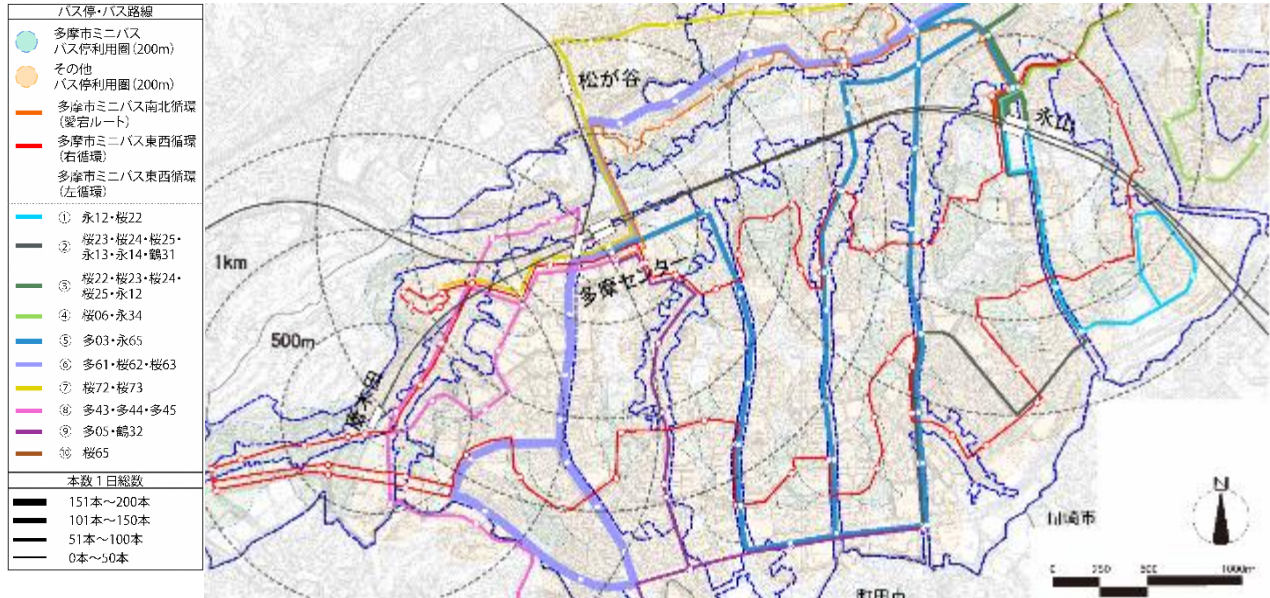 バス停・バス路線
多摩市ミニバス
バス停利用圏(200m)
その他
バス停利用圏(200m)
多摩市ミニバス南北循環
(愛宕ルート)
多摩市ミニバス東西循環
(右循環)
多摩市ミニバス東西循環
(左循環)
① 永12・桜22
② 桜23・桜24・桜25・
永13・永14・鶴31
③ 桜22・桜23・桜24・
桜25・永12
④ 桜06・永34
⑤ 多03・永65
⑥ 多61・桜62・桜63
⑦ 桜72・桜73
⑧ 多43・多44・多45
⑨ 多05・鶴32
⑩ 桜65
本数1日総数
151本〜200本
101本〜150本
51本〜100本
0本〜50本
松が谷
永山
多摩センター
唐木田
1km
500m
川崎市
町田市
N
0 250 500 1000m